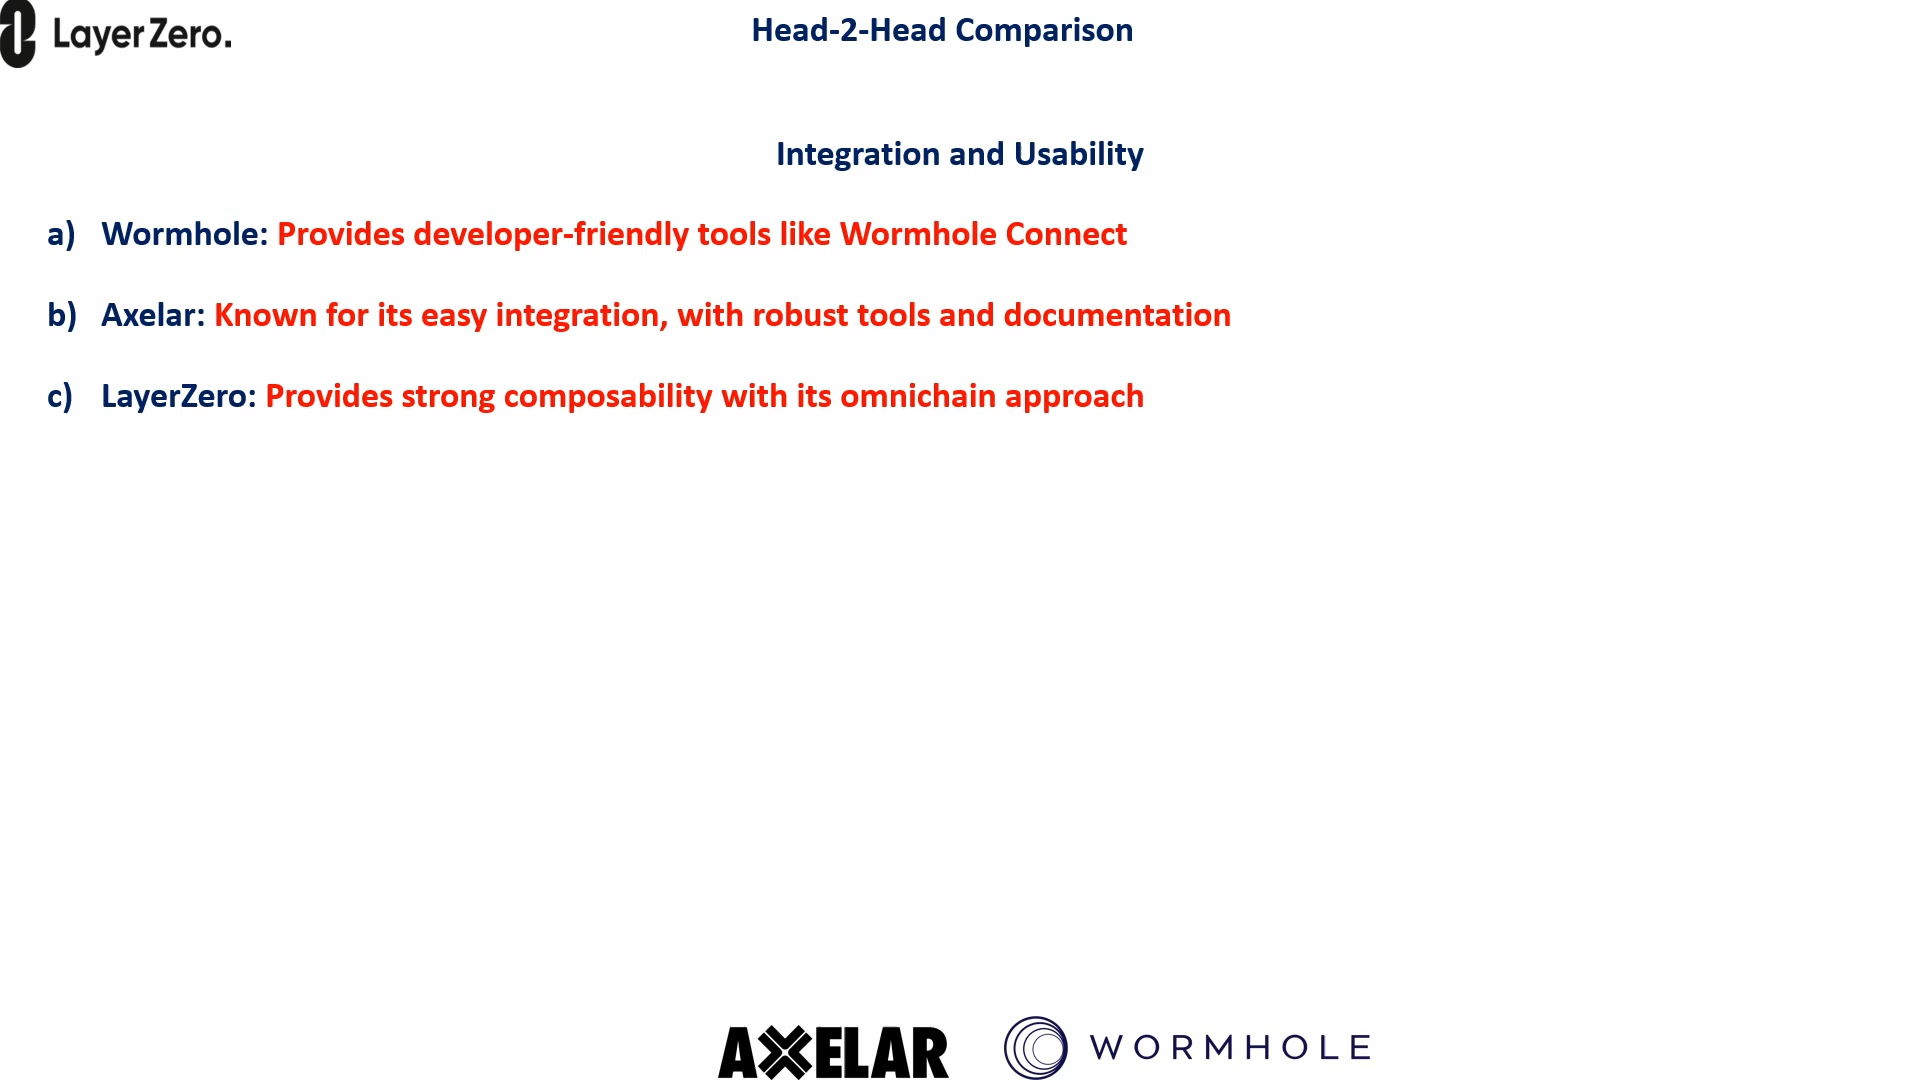 LayerZero.
Head-2-Head Comparison
Integration and Usability
a) Wormhole: Provides developer-friendly tools like Wormhole Connect
b) Axelar: Known for its easy integration, with robust tools and documentation
c) LayerZero: Provides strong composability with its omnichain approach
AXELAR
WORMHOLE